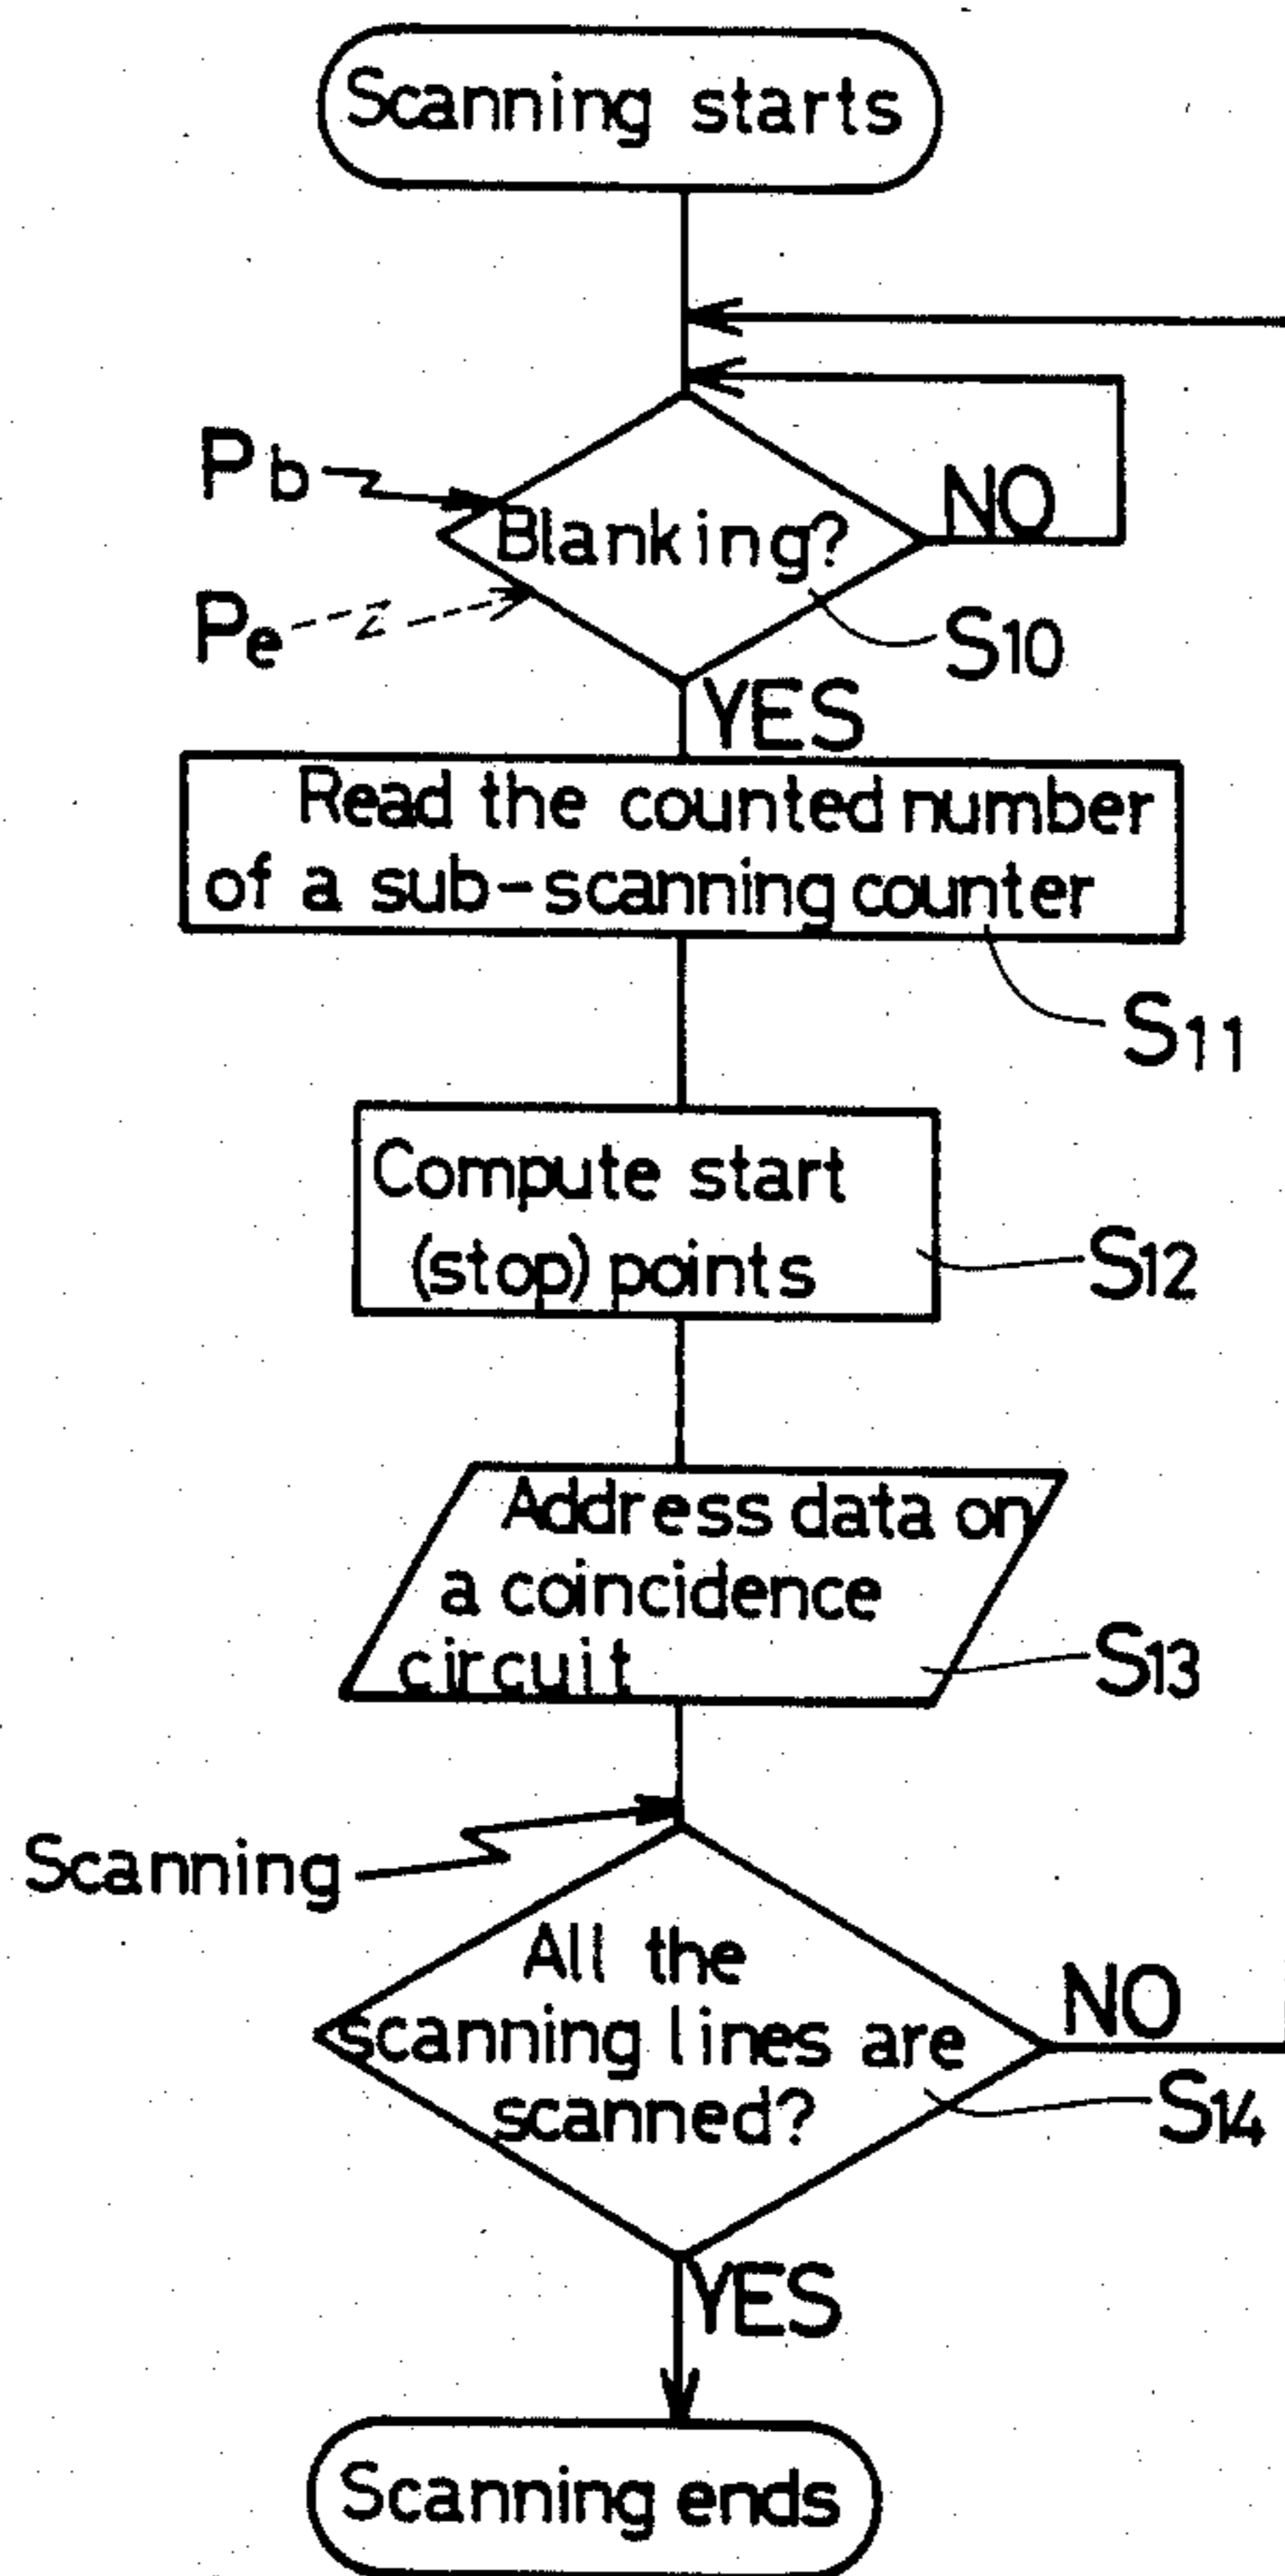 Scanning starts
Pb
Blanking?
NO
Pe
S10
YES
Read the counted number
of a sub-scanning counter
S11
Compute start
(stop) points
S12
Address data on
a coincidence
circuit
S13
Scanning
All the
scanning lines are
scanned?
NO
S14
YES
Scanning ends